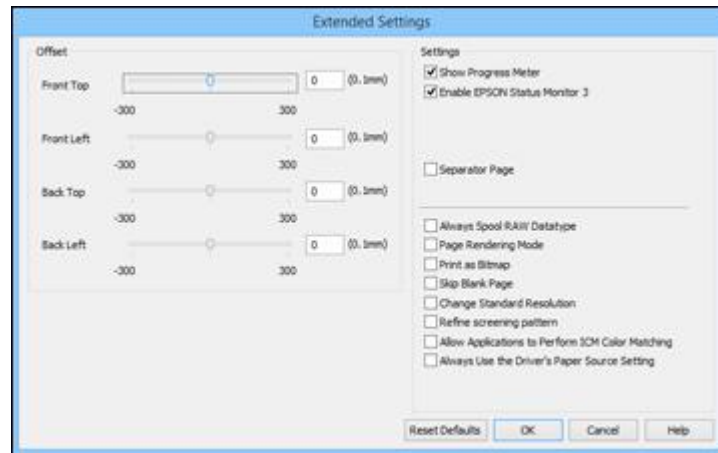 Extended Settings
Offset
Front Top 0 (0.1mm)
-300 300
Front Left 0 (0.1mm)
-300 300
Back Top 0 (0.1mm)
-300 300
Back Left 0 (0.1mm)
-300 300
Settings
Show Progress Meter
Enable EPSON Status Monitor 3
Separator Page
Always Spool RAW Datatype
Page Rendering Mode
Print as Bitmap
Skip Blank Page
Change Standard Resolution
Refine screening pattern
Allow Applications to Perform ICM Color Matching
Always Use the Driver's Paper Source Setting
Reset Defaults OK Cancel Help